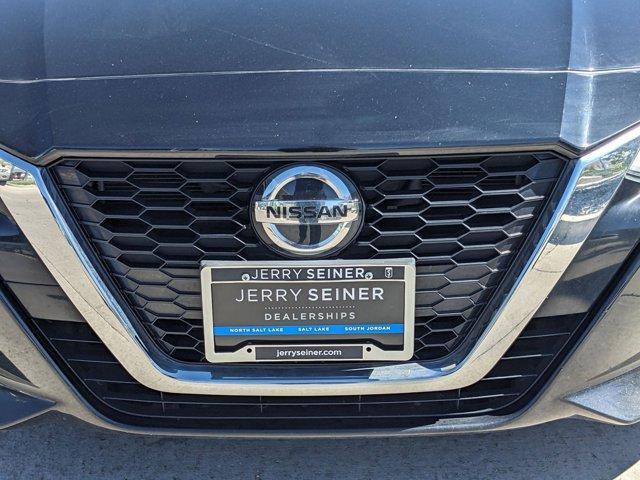 NISSAN
JERRY SEINER
JERRY SEINER
DEALERSHIPS
NORTH SALT LAKE SALT LAKE SOUTH JORDAN
jerryseiner.com